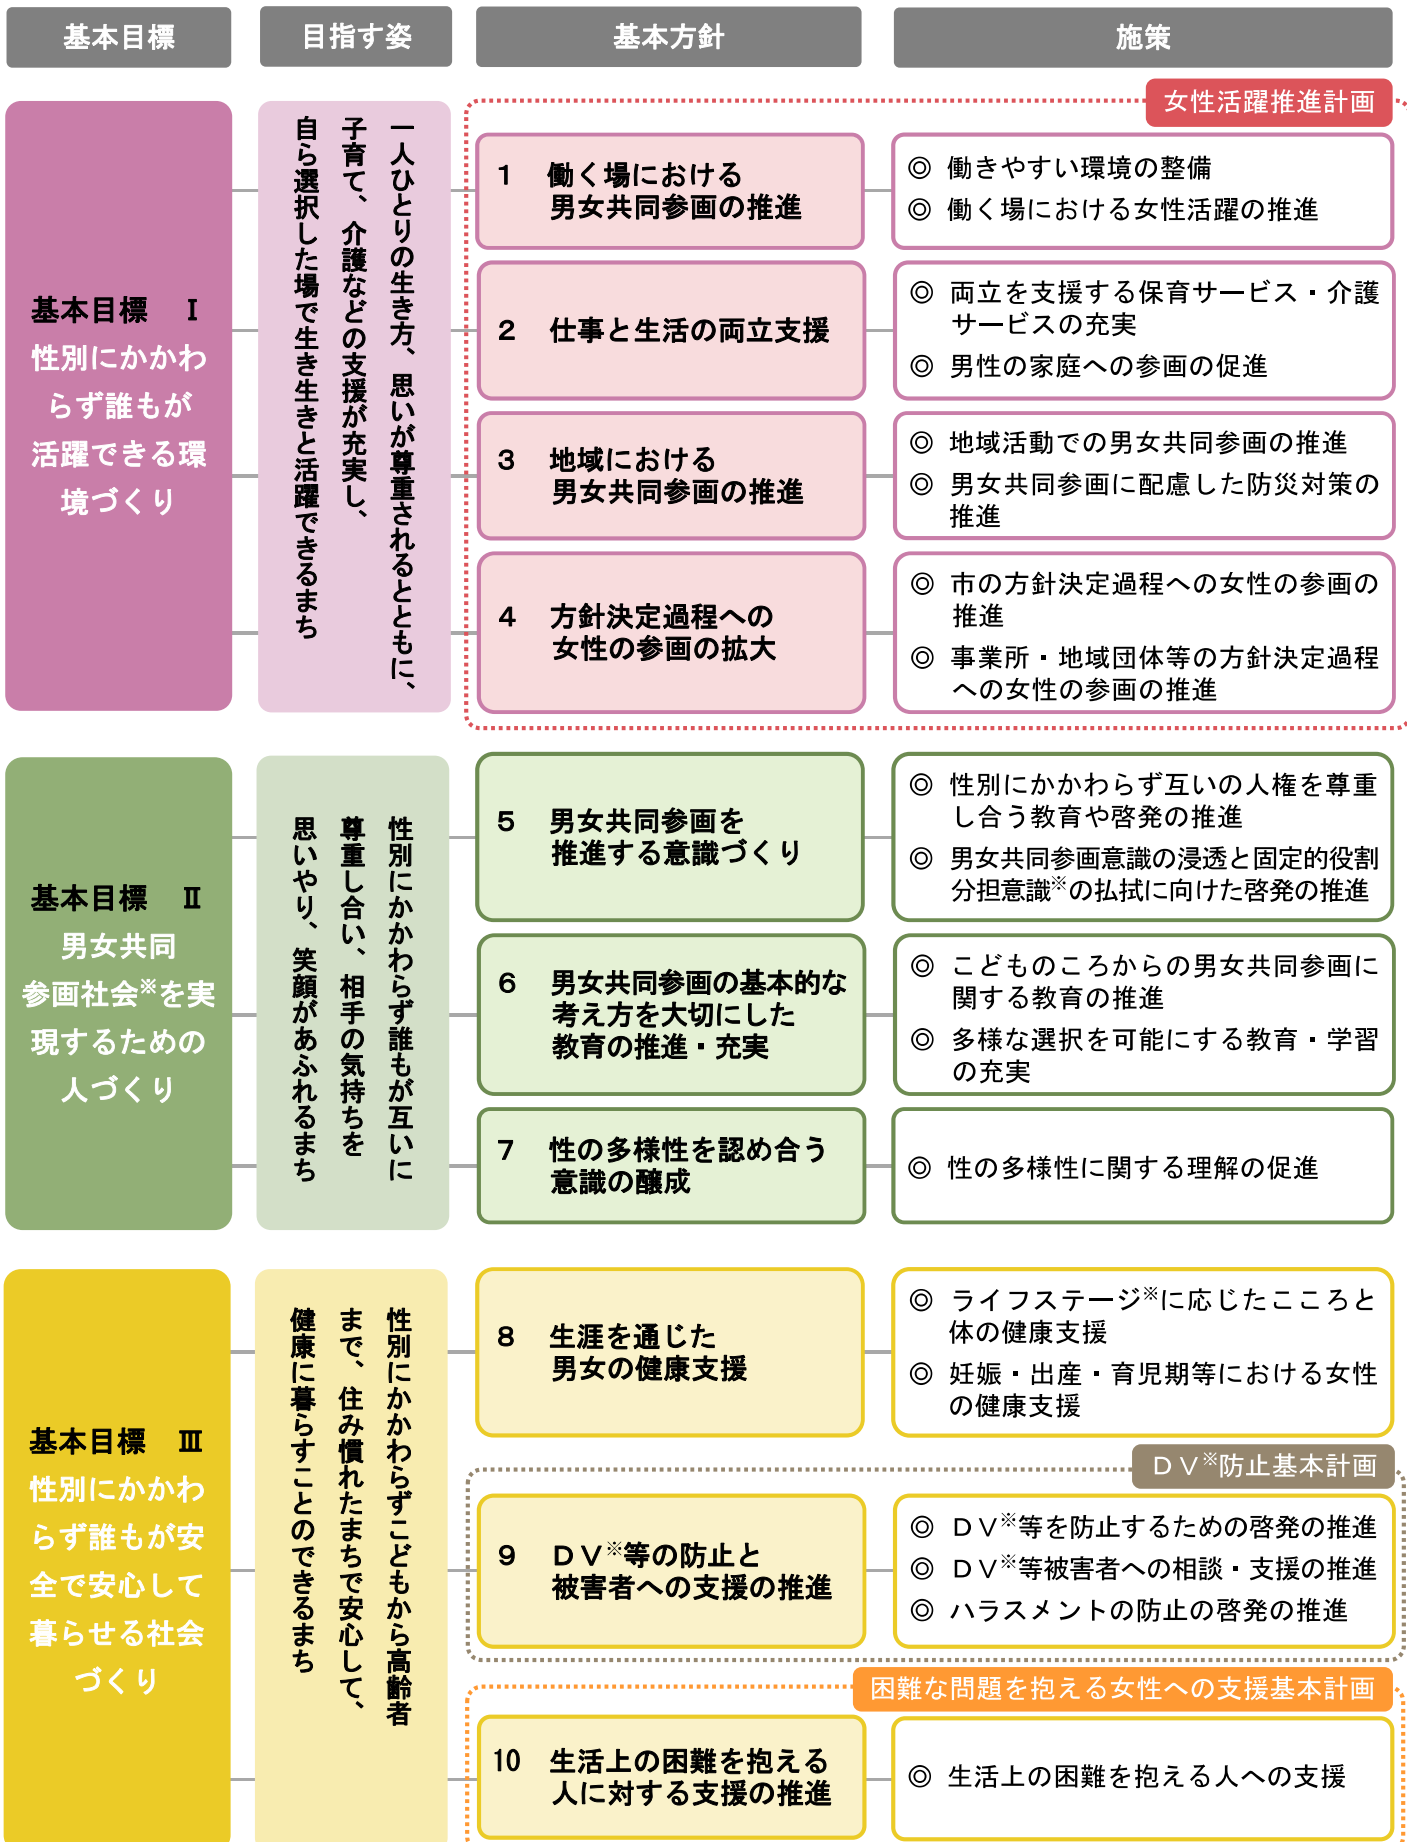 基本目標
目指す姿
基本方針
施策
基本目標　Ⅰ
性別にかかわ
らず誰もが
活躍できる環
境づくり
一人ひとりの生き方、思いが尊重されるとともに、
子育て、介護などの支援が充実し、
自ら選択した場で生き生きと活躍できるまち
女性活躍推進計画
1　働く場における
男女共同参画の推進
◎ 働きやすい環境の整備
◎ 働く場における女性活躍の推進
2　仕事と生活の両立支援
◎ 両立を支援する保育サービス・介護
サービスの充実
◎ 男性の家庭への参画の促進
3　地域における
男女共同参画の推進
◎ 地域活動での男女共同参画の推進
◎ 男女共同参画に配慮した防災対策の
推進
4　方針決定過程への
女性の参画の拡大
◎ 市の方針決定過程への女性の参画の
推進
◎ 事業所・地域団体等の方針決定過程
への女性の参画の推進
基本目標　Ⅱ
男女共同
参画社会※を実
現するための
人づくり
性別にかかわらず誰もが互いに
尊重し合い、相手の気持ちを
思いやり、笑顔があふれるまち
5　男女共同参画を
推進する意識づくり
◎ 性別にかかわらず互いの人権を尊重
し合う教育や啓発の推進
◎ 男女共同参画意識の浸透と固定的役割
分担意識※の払拭に向けた啓発の推進
6　男女共同参画の基本的な
考え方を大切にした
教育の推進・充実
◎ こどものころからの男女共同参画に
関する教育の推進
◎ 多様な選択を可能にする教育・学習
の充実
7　性の多様性を認め合う
意識の醸成
◎ 性の多様性に関する理解の促進
基本目標　Ⅲ
性別にかかわ
らず誰もが安
全で安心して
暮らせる社会
づくり
性別にかかわらずこどもから高齢者
まで、住み慣れたまちで安心して、
健康に暮らすことのできるまち
8　生涯を通じた
男女の健康支援
◎ ライフステージ※に応じたこころと
体の健康支援
◎ 妊娠・出産・育児期等における女性
の健康支援
ＤＶ※防止基本計画
9　ＤＶ※等の防止と
被害者への支援の推進
◎ ＤＶ※等を防止するための啓発の推進
◎ ＤＶ※等被害者への相談・支援の推進
◎ ハラスメントの防止の啓発の推進
困難な問題を抱える女性への支援基本計画
10　生活上の困難を抱える
人に対する支援の推進
◎ 生活上の困難を抱える人への支援